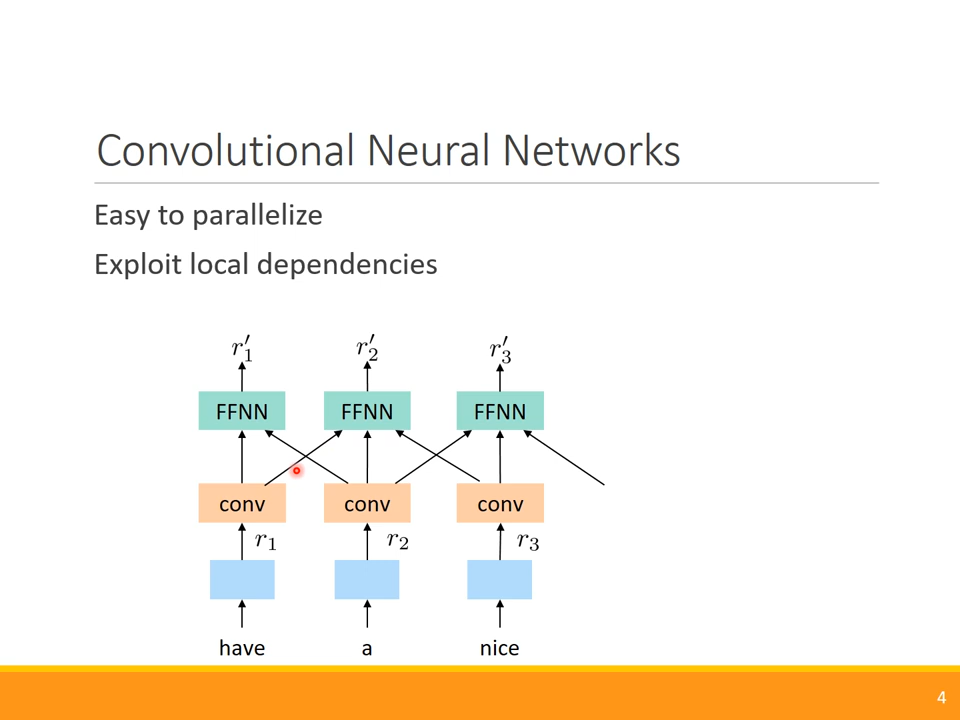 Convolutional Neural Networks
Easy to parallelize
Exploit local dependencies
r′1 r′2 r′3
FFNN FFNN FFNN
conv conv conv
r1 r2 r3
have a nice
4